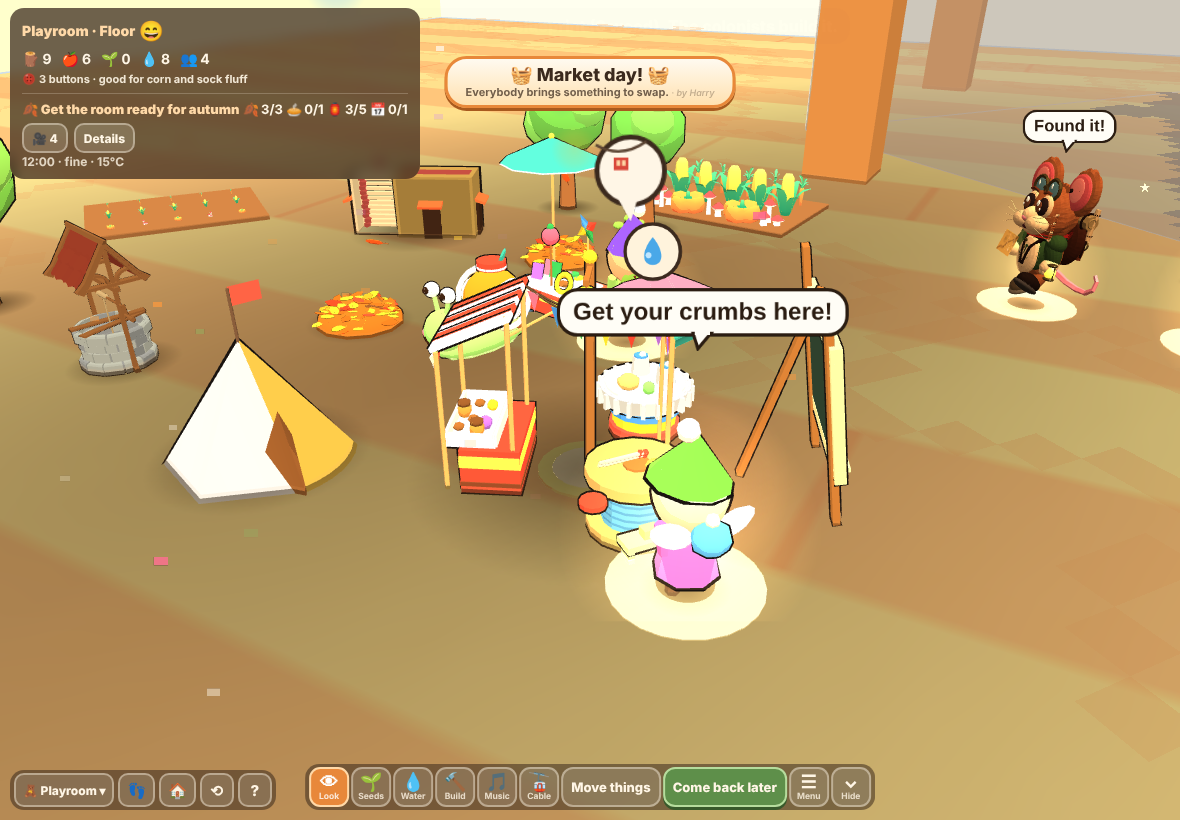 Playroom · Floor
9 6 0 8 4
3 buttons · good for corn and sock fluff
Get the room ready for autumn 3/3 0/1 3/5 0/1
4 Details
12:00 · fine · 15°C
Market day!
Everybody brings something to swap. · by Harry
Found it!
Get your crumbs here!
Playroom ▾
?
Look
Seeds
Water
Build
Music
Cable
Move things
Come back later
Menu
Hide